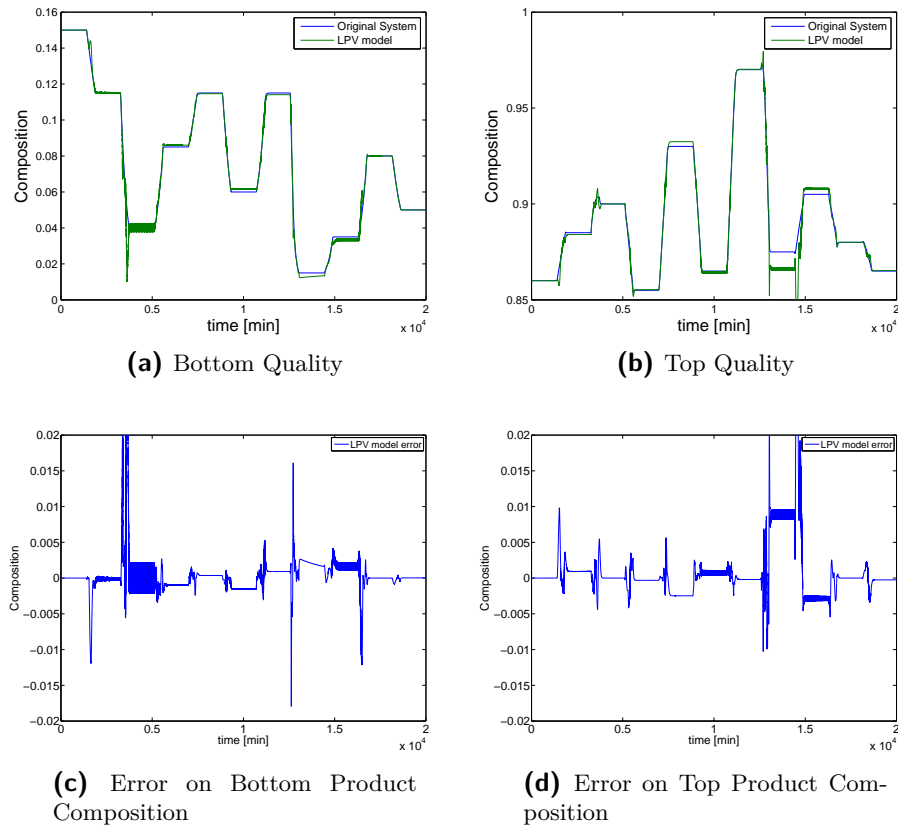 0.16
0.14
0.12
0.1
0.08
0.06
0.04
0.02
0
Composition
0
0.5
1
1.5
2
x 10^4
time [min]
Original System
LPV model
(a) Bottom Quality
1
0.95
0.9
0.85
Composition
0
0.5
1
1.5
2
x 10^4
time [min]
Original System
LPV model
(b) Top Quality
0.02
0.015
0.01
0.005
0
−0.005
−0.01
−0.015
−0.02
Composition
0
0.5
1
1.5
2
x 10^4
time [min]
LPV model error
(c) Error on Bottom Product
Composition
0.02
0.015
0.01
0.005
0
−0.005
−0.01
−0.015
−0.02
Composition
0
0.5
1
1.5
2
x 10^4
time [min]
LPV model error
(d) Error on Top Product Com-
position